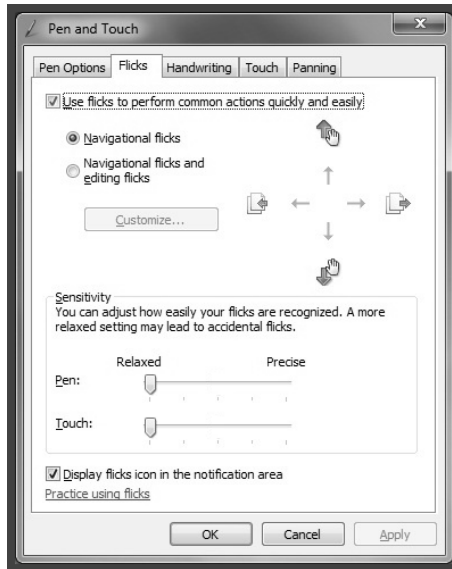 Pen and Touch
Pen Options Flicks Handwriting Touch Panning
Use flicks to perform common actions quickly and easily
Navigational flicks
Navigational flicks and
editing flicks
Customize...
Sensitivity
You can adjust how easily your flicks are recognized. A more
relaxed setting may lead to accidental flicks.
Relaxed Precise
Pen:
Touch:
Display flicks icon in the notification area
Practice using flicks
OK Cancel Apply